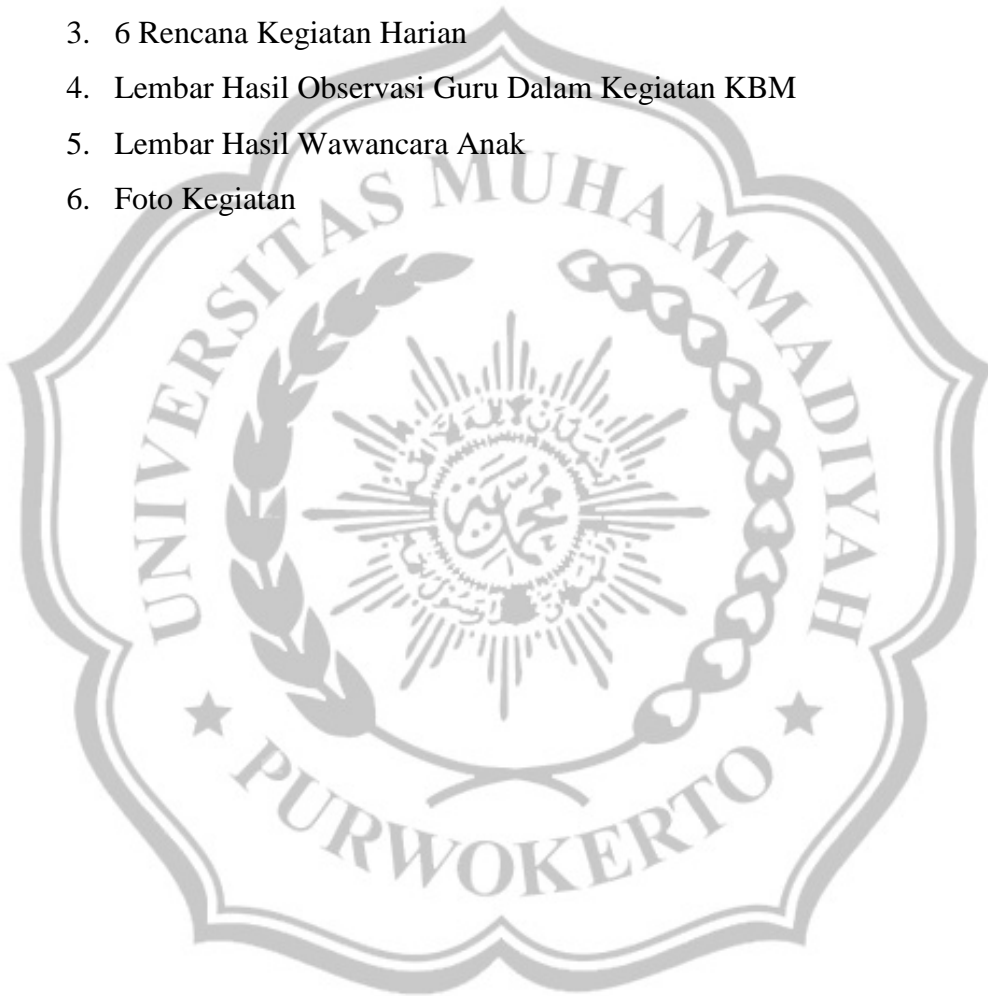 3. 6 Rencana Kegiatan Harian
4. Lembar Hasil Observasi Guru Dalam Kegiatan KBM
5. Lembar Hasil Wawancara Anak
6. Foto Kegiatan
UNIVERSITAS MUHAMMADIYAH
PURWOKERTO